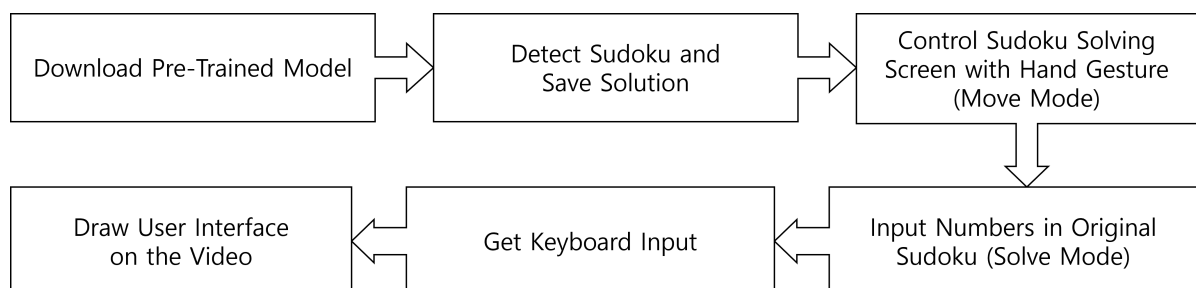 Download Pre-Trained Model
Detect Sudoku and
Save Solution
Control Sudoku Solving
Screen with Hand Gesture
(Move Mode)
Input Numbers in Original
Sudoku (Solve Mode)
Get Keyboard Input
Draw User Interface
on the Video